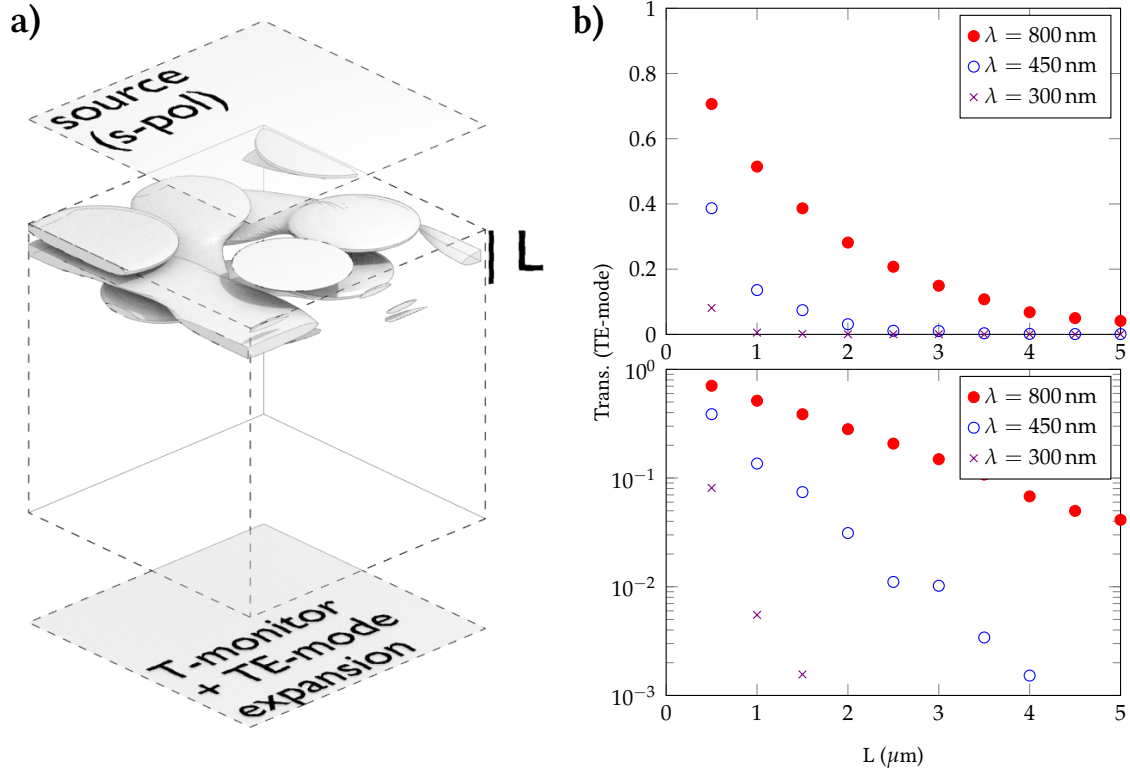 a)
source
(s-pol)
L
T-monitor
+ TE-mode
expansion
b)
Trans. (TE-mode)
1
0.8
0.6
0.4
0.2
0
λ = 800 nm
λ = 450 nm
λ = 300 nm
0 1 2 3 4 5
10⁰
10⁻¹
10⁻²
10⁻³
λ = 800 nm
λ = 450 nm
λ = 300 nm
0 1 2 3 4 5
L (μm)